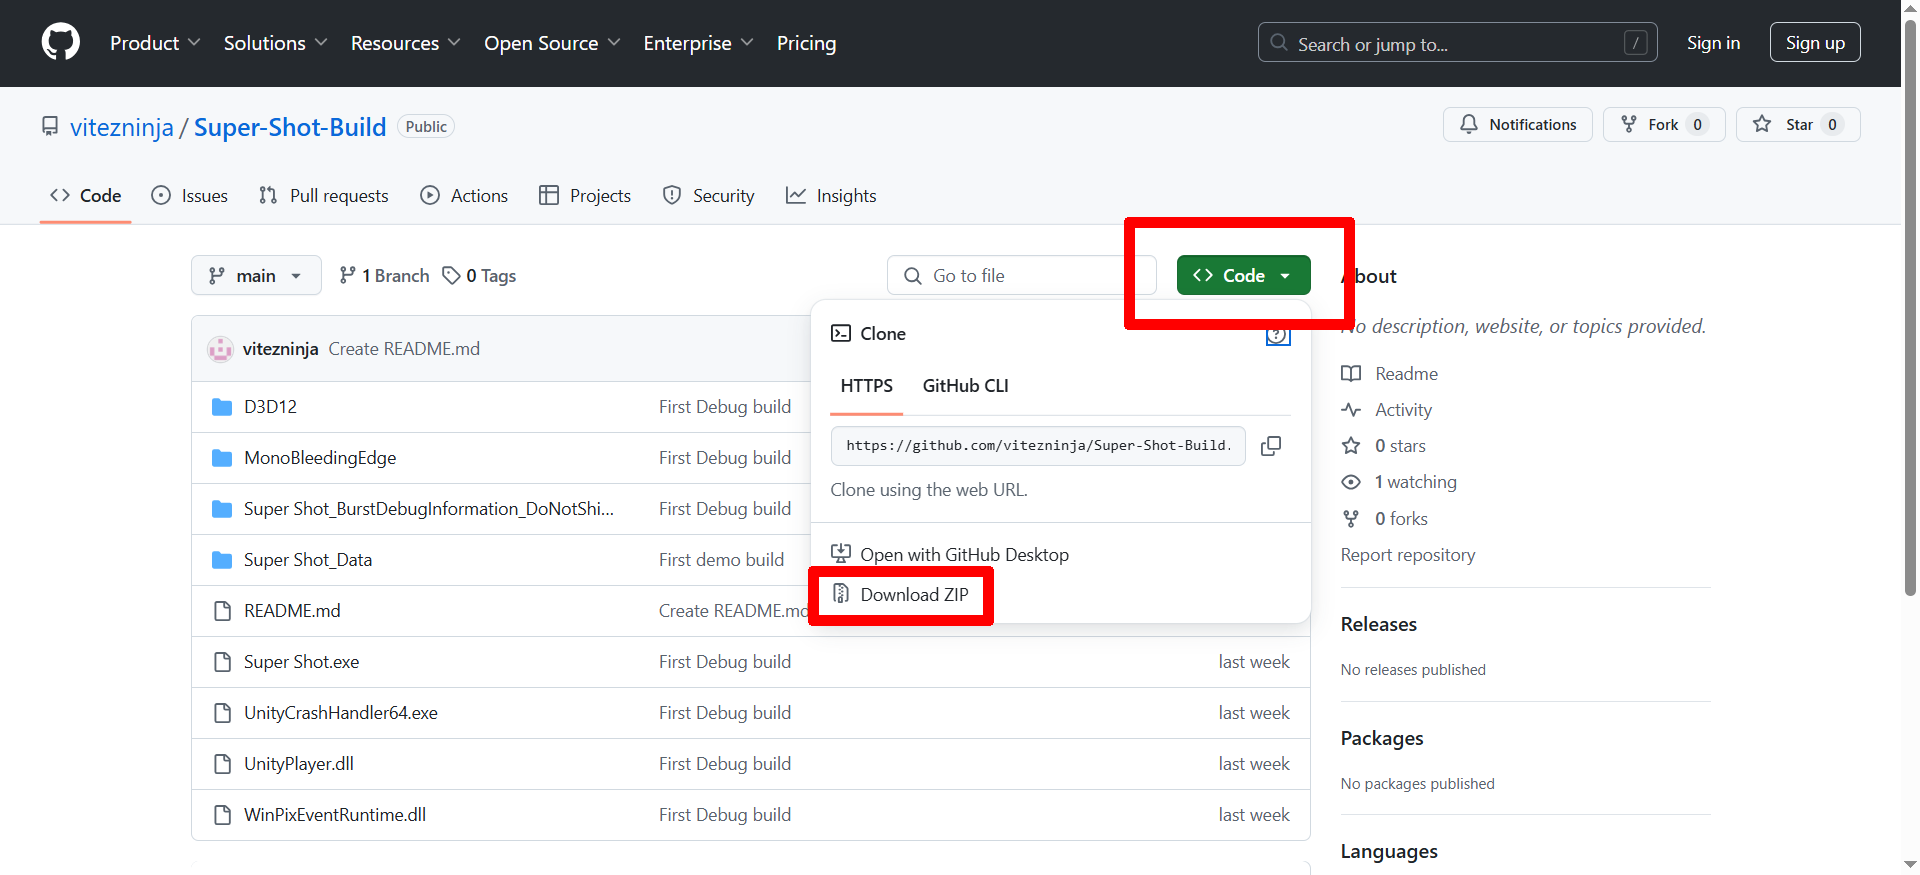 Product Solutions Resources Open Source Enterprise Pricing Search or jump to... / Sign in Sign up
vitezninja / Super-Shot-Build Public Notifications Fork 0 Star 0
Code Issues Pull requests Actions Projects Security Insights
main 1 Branch 0 Tags Go to file Code
vitezninja Create README.md
D3D12 First Debug build
MonoBleedingEdge First Debug build
Super Shot_BurstDebugInformation_DoNotShi... First Debug build
Super Shot_Data First demo build
README.md Create README.md
Super Shot.exe First Debug build last week
UnityCrashHandler64.exe First Debug build last week
UnityPlayer.dll First Debug build last week
WinPixEventRuntime.dll First Debug build last week
Clone
HTTPS GitHub CLI
https://github.com/vitezninja/Super-Shot-Build.
Clone using the web URL.
Open with GitHub Desktop
Download ZIP
About
No description, website, or topics provided.
Readme
Activity
0 stars
1 watching
0 forks
Report repository
Releases
No releases published
Packages
No packages published
Languages